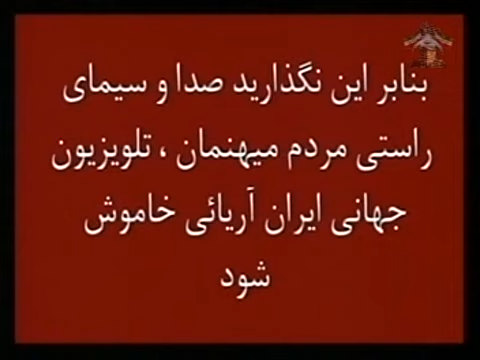 بنابر این نگذارید صدا و سیمای
راستی مردم میهنمان ، تلویزیون
جهانی ایران آریائی خاموش
شود